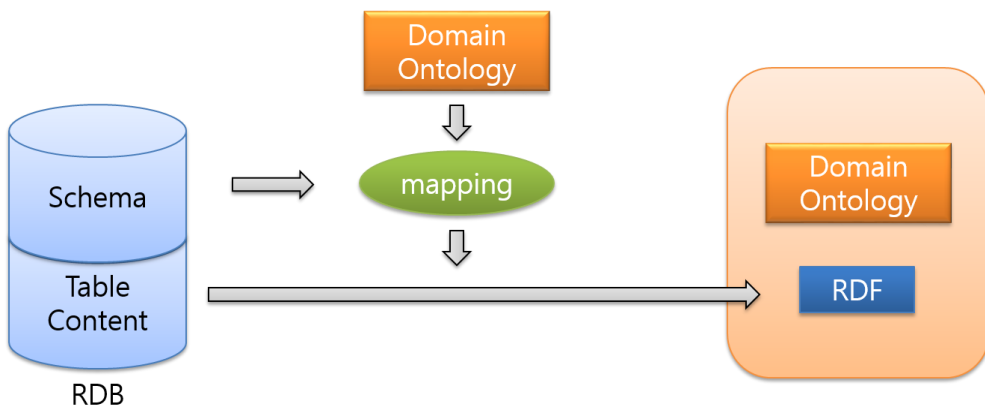 Domain
Ontology
Schema
mapping
Domain
Ontology
Table
Content
RDF
RDB